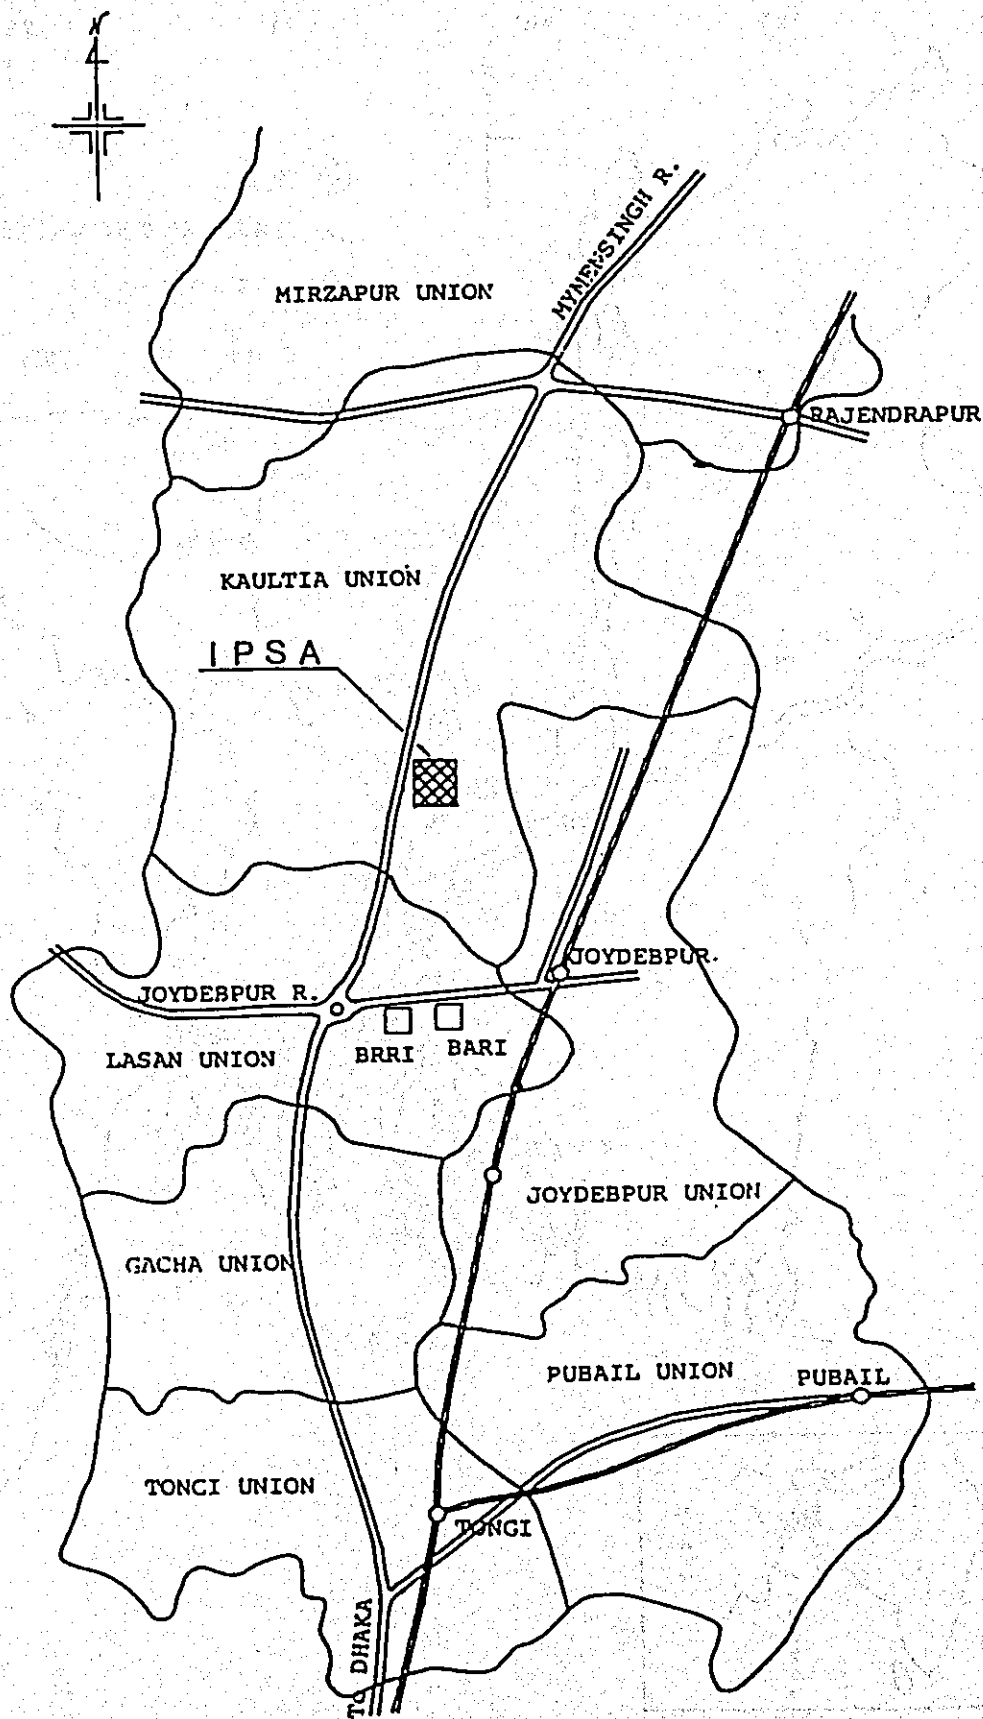 N
MYMENSINGH R.
MIRZAPUR UNION
RAJENDRAPUR
KAULTIA UNION
IPSA
JOYDEBPUR.
JOYDEBPUR R.
BRRI
BARI
LASAN UNION
JOYDEBPUR UNION
GACHA UNION
PUBAIL UNION
PUBAIL
TONCI UNION
TONGI
To DHAKA